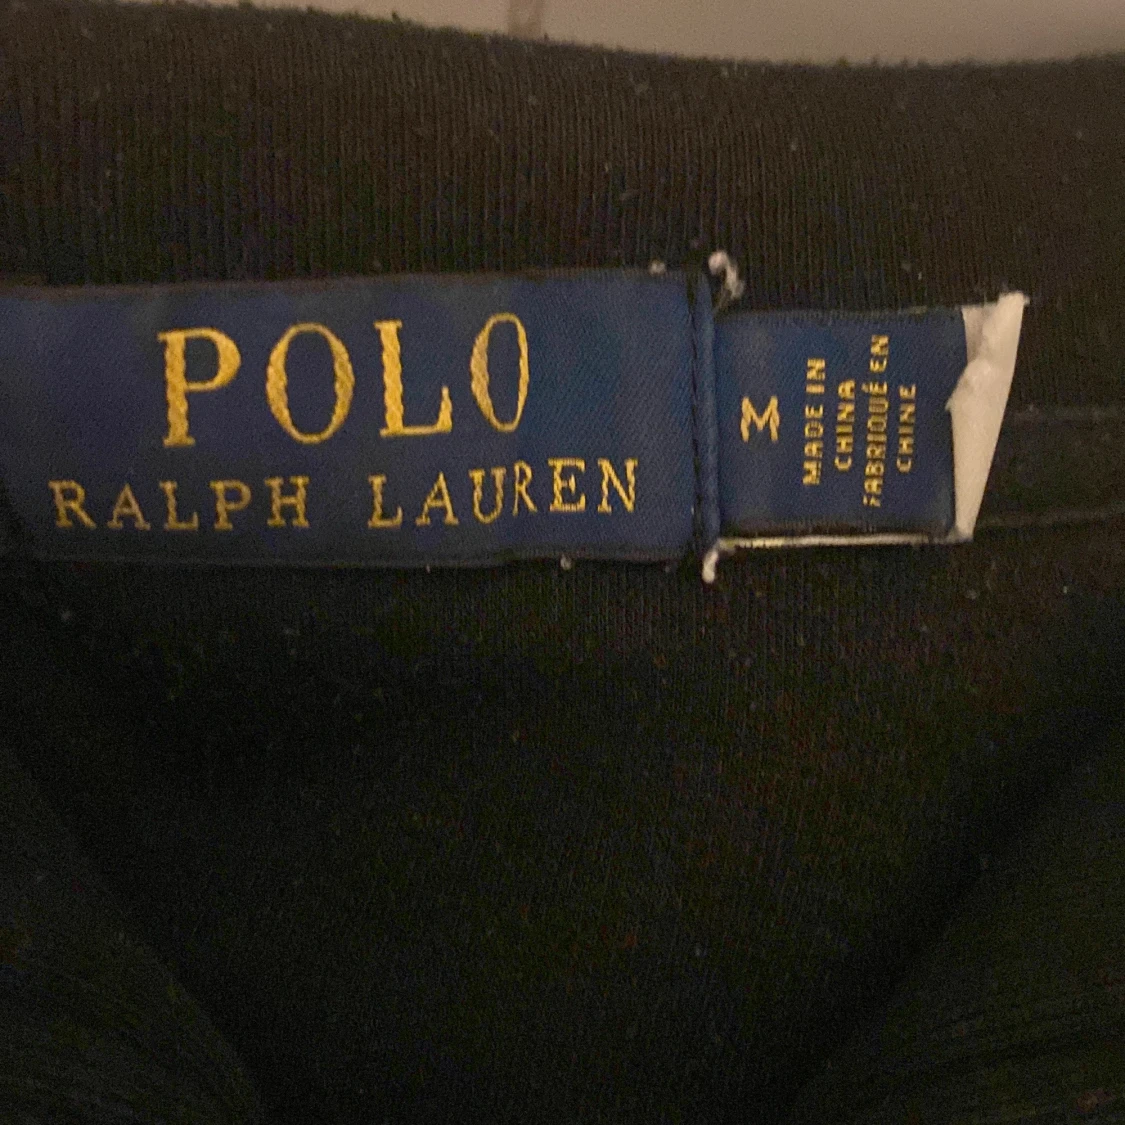 POLO
RALPH LAUREN
M
MADE IN
CHINA
FABRIQUÉ EN
CHINE